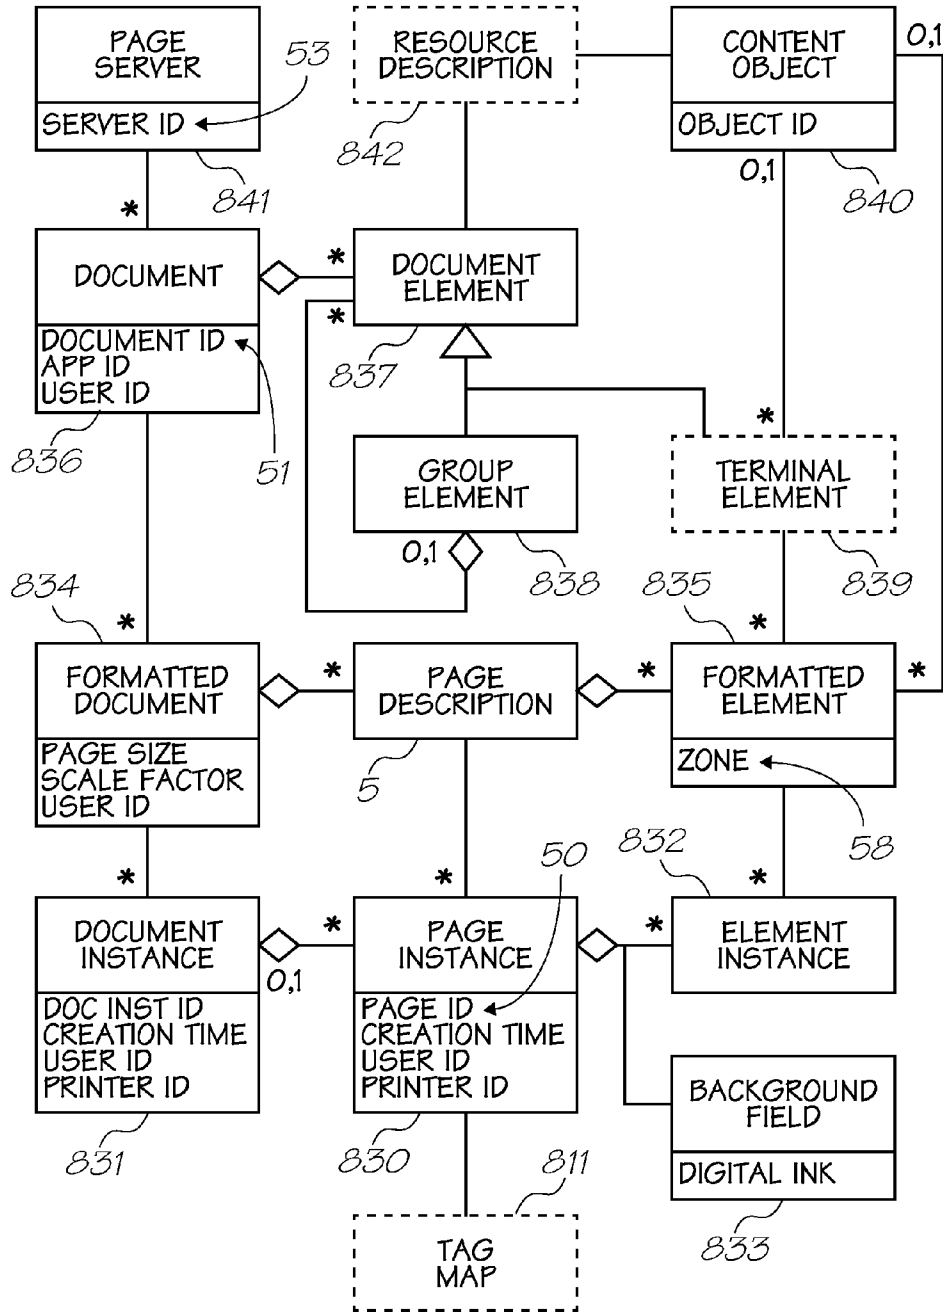 PAGE
SERVER
53
SERVER ID
841
*
RESOURCE
DESCRIPTION
842
CONTENT
OBJECT
0,1
OBJECT ID
0,1
840
DOCUMENT
DOCUMENT ID
APP ID
USER ID
836
51
*
*
DOCUMENT
ELEMENT
837
GROUP
ELEMENT
0,1
838
*
TERMINAL
ELEMENT
839
834
*
FORMATTED
DOCUMENT
PAGE SIZE
SCALE FACTOR
USER ID
*
PAGE
DESCRIPTION
5
835
*
*
*
FORMATTED
ELEMENT
ZONE
58
*
DOCUMENT
INSTANCE
0,1
DOC INST ID
CREATION TIME
USER ID
PRINTER ID
831
*
*
50
PAGE
INSTANCE
PAGE ID
CREATION TIME
USER ID
PRINTER ID
830
832
*
*
ELEMENT
INSTANCE
BACKGROUND
FIELD
DIGITAL INK
833
811
TAG
MAP